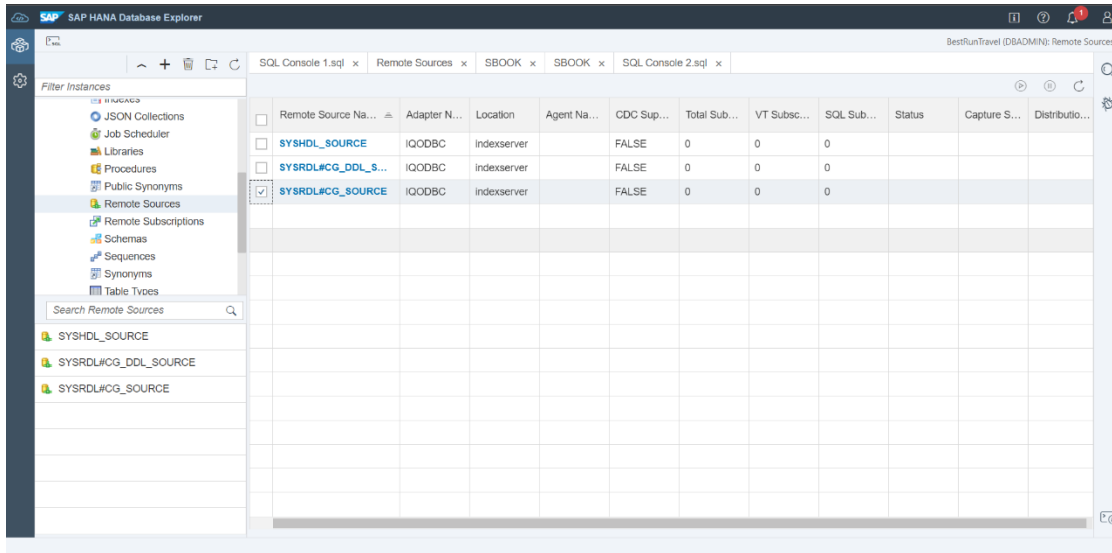 SAP SAP HANA Database Explorer
1
SQL
BestRunTravel (DBADMIN): Remote Sources
SQL Console 1.sql ×
Remote Sources ×
SBOOK ×
SBOOK ×
SQL Console 2.sql ×
Filter Instances
Indexes
JSON Collections
Job Scheduler
Libraries
Procedures
Public Synonyms
Remote Sources
Remote Subscriptions
Schemas
Sequences
Synonyms
Table Types
Search Remote Sources
SYSHDL_SOURCE
SYSRDL#CG_DDL_SOURCE
SYSRDL#CG_SOURCE
Remote Source Na... Adapter N... Location Agent Na... CDC Sup... Total Sub... VT Subsc... SQL Sub... Status Capture S... Distributio...
SYSHDL_SOURCE IQODBC indexserver FALSE 0 0 0
SYSRDL#CG_DDL_S... IQODBC indexserver FALSE 0 0 0
SYSRDL#CG_SOURCE IQODBC indexserver FALSE 0 0 0